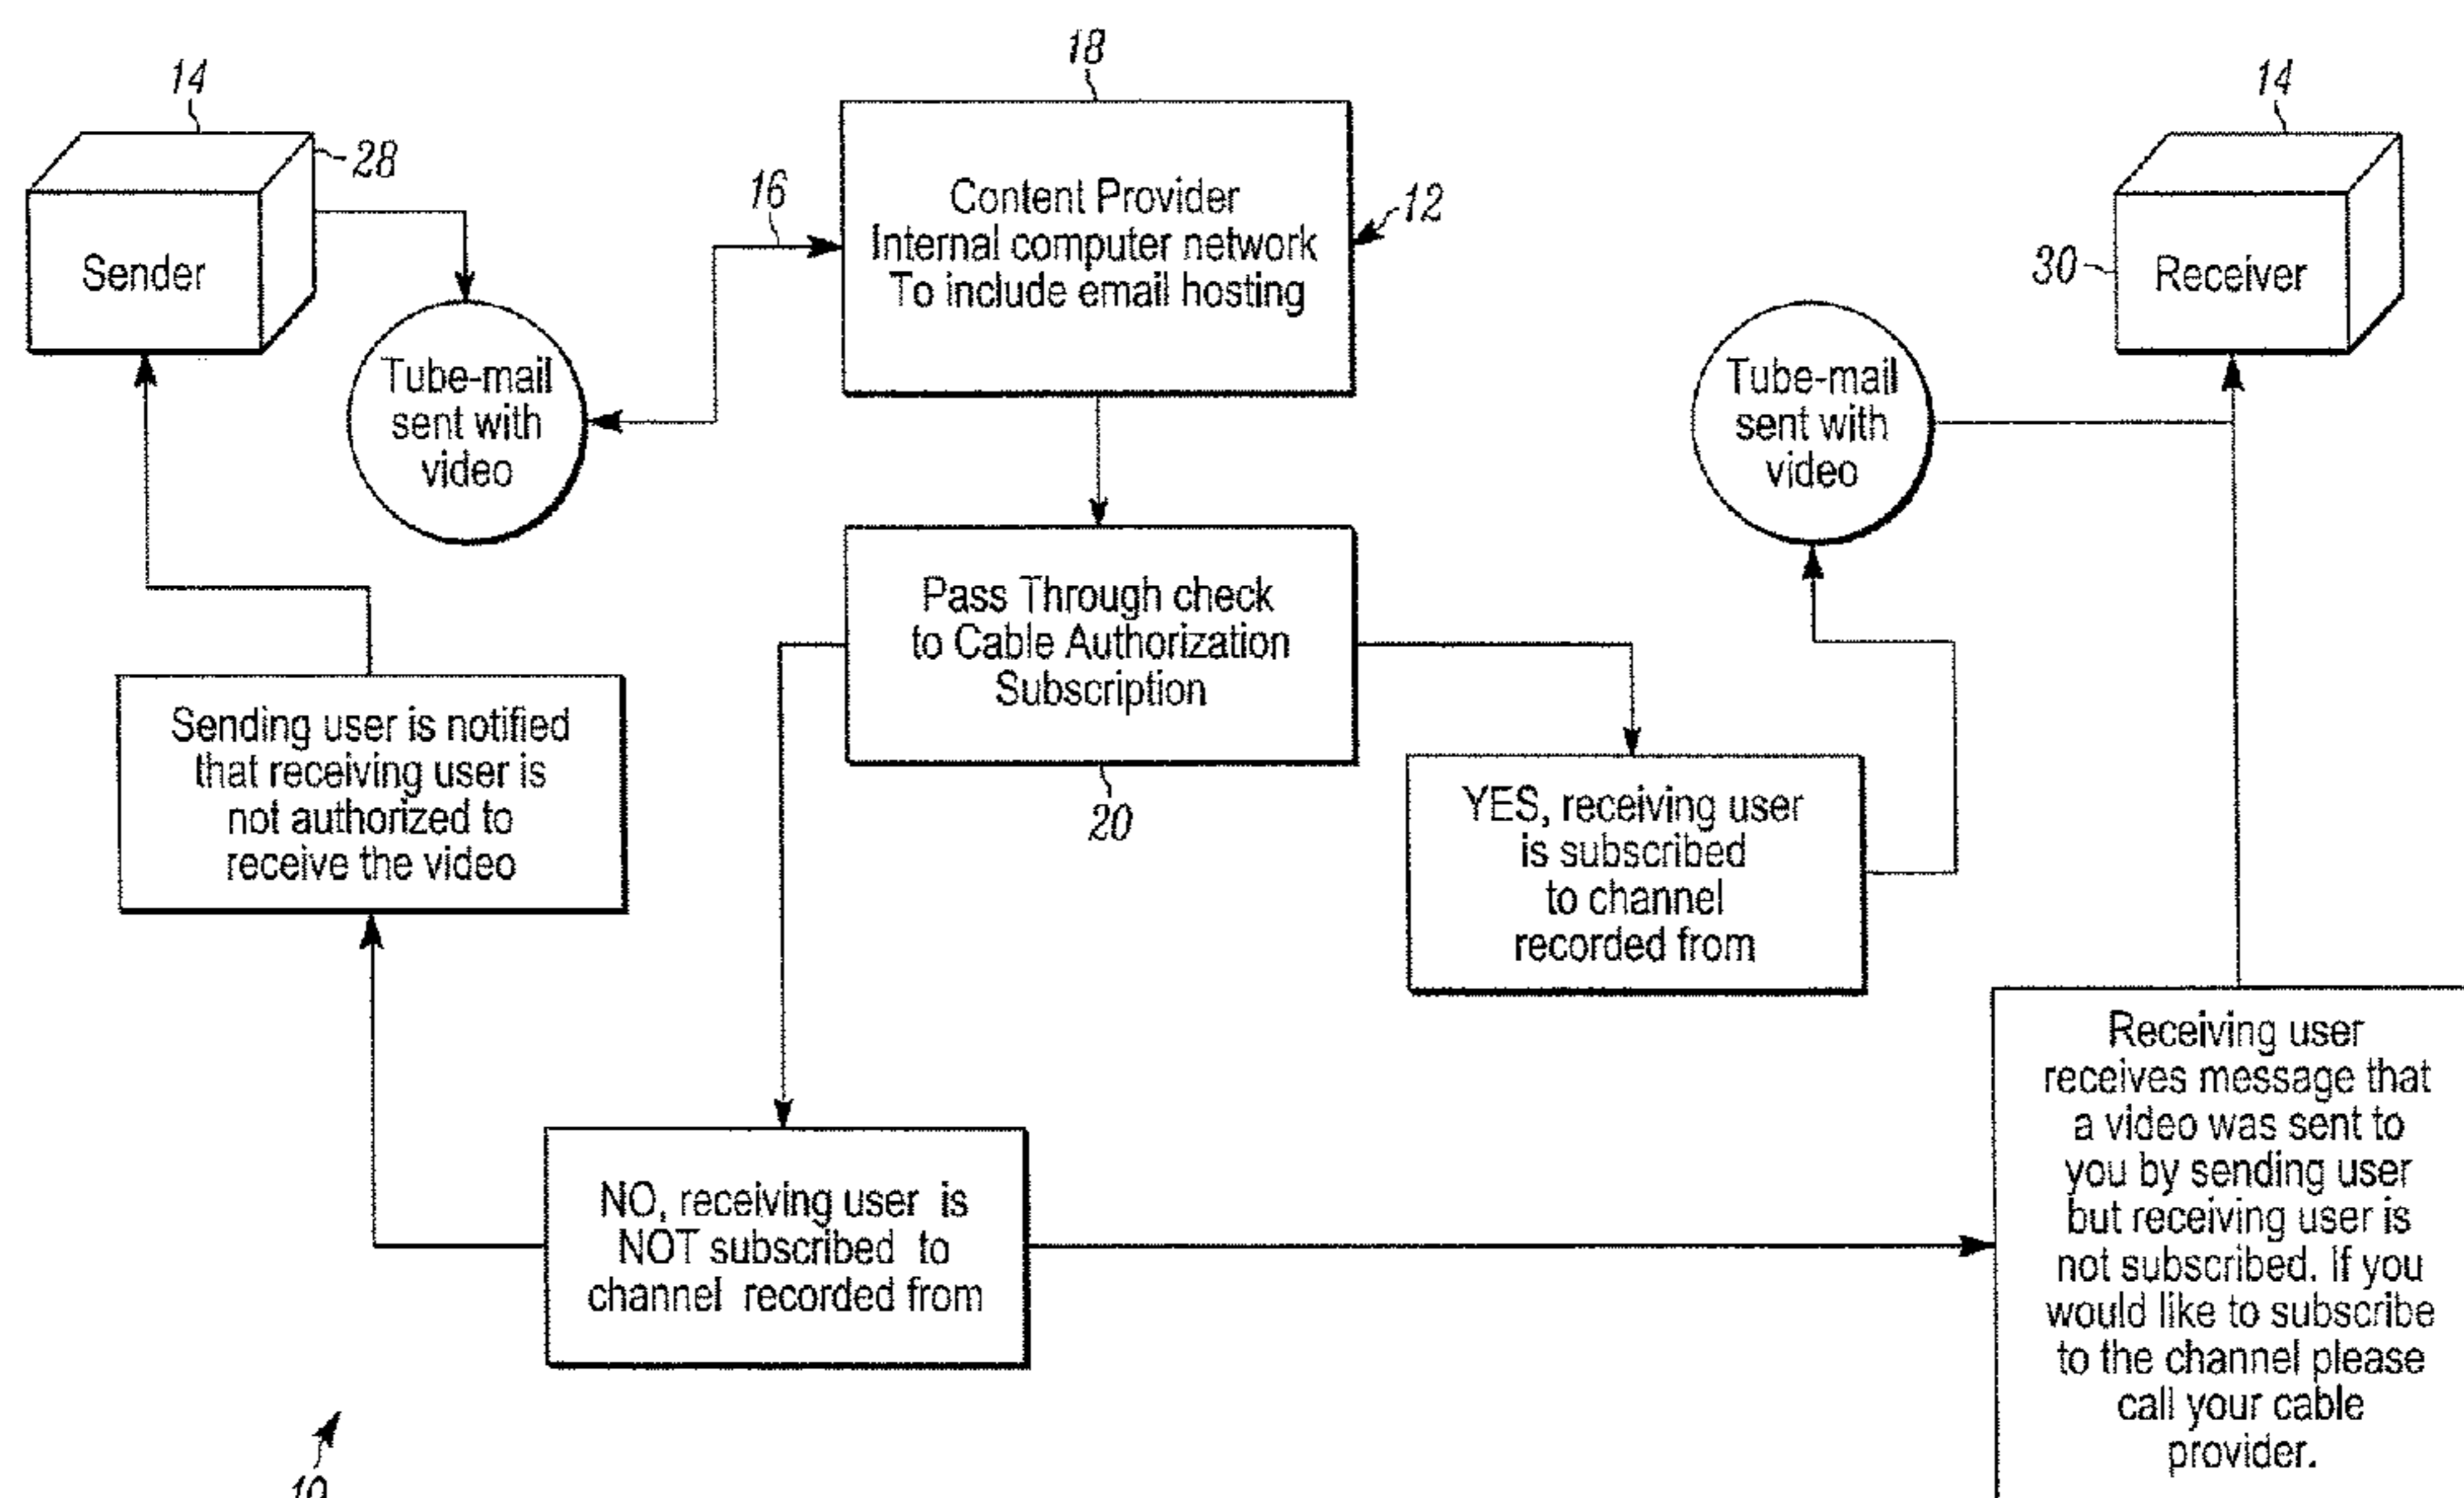 14
28
Sender
Tube-mail
sent with
video
16
18
Content Provider
Internal computer network
To include email hosting
12
14
30
Receiver
Tube-mail
sent with
video
Pass Through check
to Cable Authorization
Subscription
20
Sending user is notified
that receiving user is
not authorized to
receive the video
YES, receiving user
is subscribed
to channel
recorded from
NO, receiving user is
NOT subscribed to
channel recorded from
Receiving user
receives message that
a video was sent to
you by sending user
but receiving user is
not subscribed. If you
would like to subscribe
to the channel please
call your cable
provider.